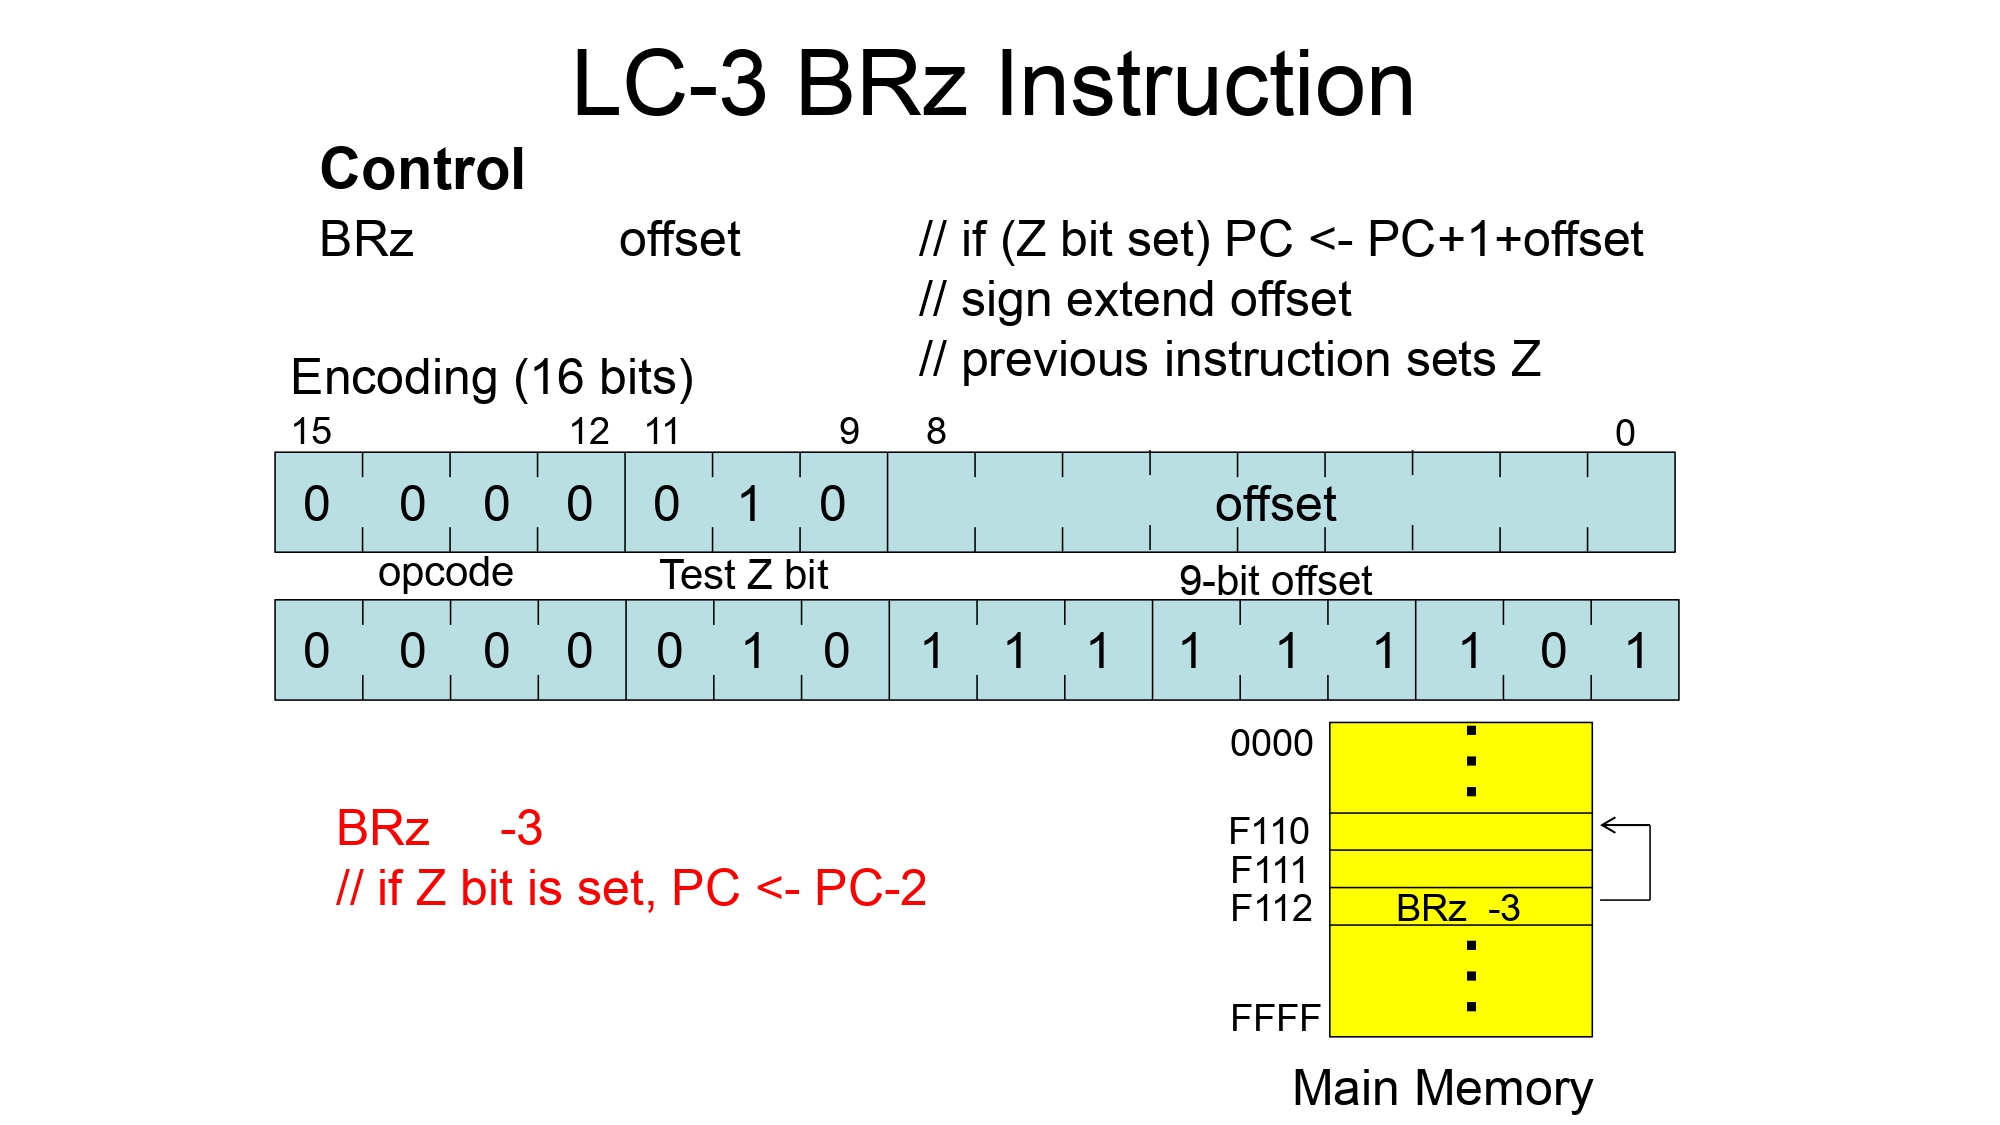 LC-3 BRz Instruction
Control
BRz offset // if (Z bit set) PC <- PC+1+offset
// sign extend offset
// previous instruction sets Z
Encoding (16 bits)
15 12 11 9 8 0
0 0 0 0 0 1 0 offset
opcode Test Z bit 9-bit offset
0 0 0 0 0 1 0 1 1 1 1 1 1 1 0 1
BRz -3
// if Z bit is set, PC <- PC-2
0000
F110
F111
F112 BRz -3
FFFF
Main Memory